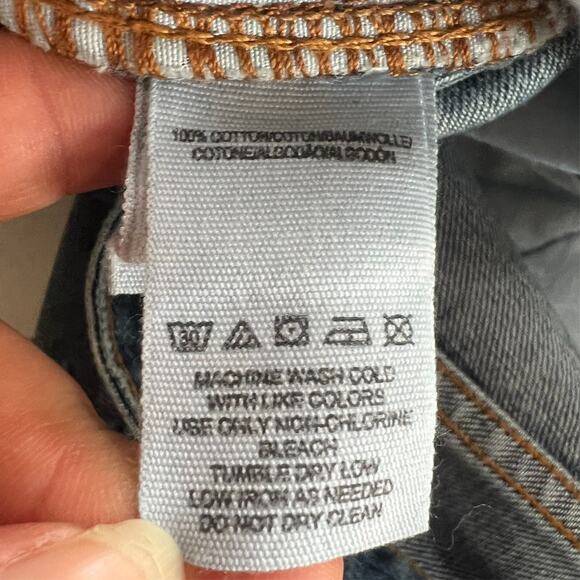 100% COTTON/COTON/BAUMWOLLE/
COTONE/ALGODÃO/ALGODÓN
30
MACHINE WASH COLD
WITH LIKE COLORS
USE ONLY NON-CHLORINE
BLEACH
TUMBLE DRY LOW
LOW IRON AS NEEDED
DO NOT DRY CLEAN